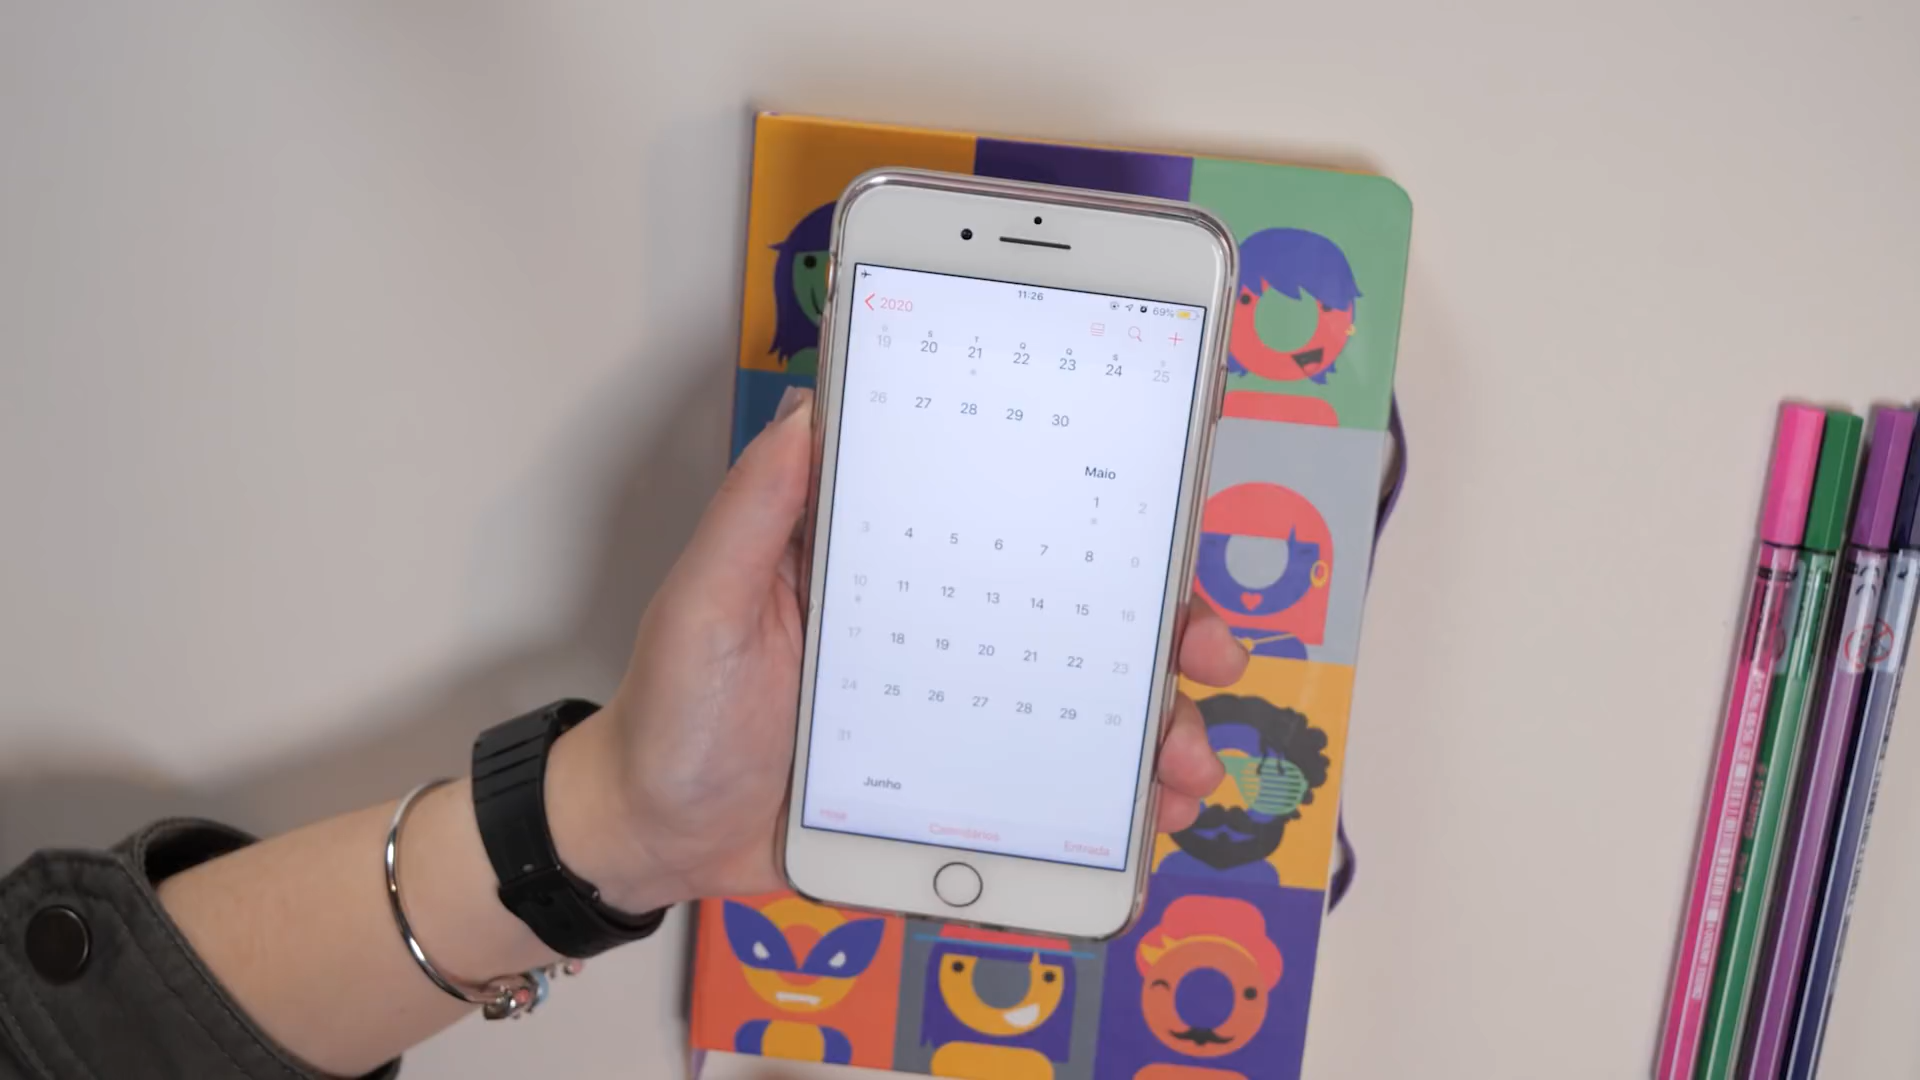 11:26
69%
2020
S T Q Q S S
19 20 21 22 23 24 25
26 27 28 29 30
Maio
1 2
3 4 5 6 7 8 9
10 11 12 13 14 15 16
17 18 19 20 21 22 23
24 25 26 27 28 29 30
31
Junho
Hoje Calendários Entrada